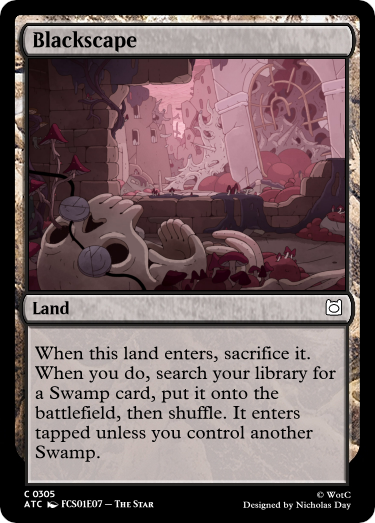 Blackscape
Land
When this land enters, sacrifice it.
When you do, search your library for
a Swamp card, put it onto the
battlefield, then shuffle. It enters
tapped unless you control another
Swamp.
C 0305
© WotC
ATC FCS01E07 — The Star
Designed by Nicholas Day